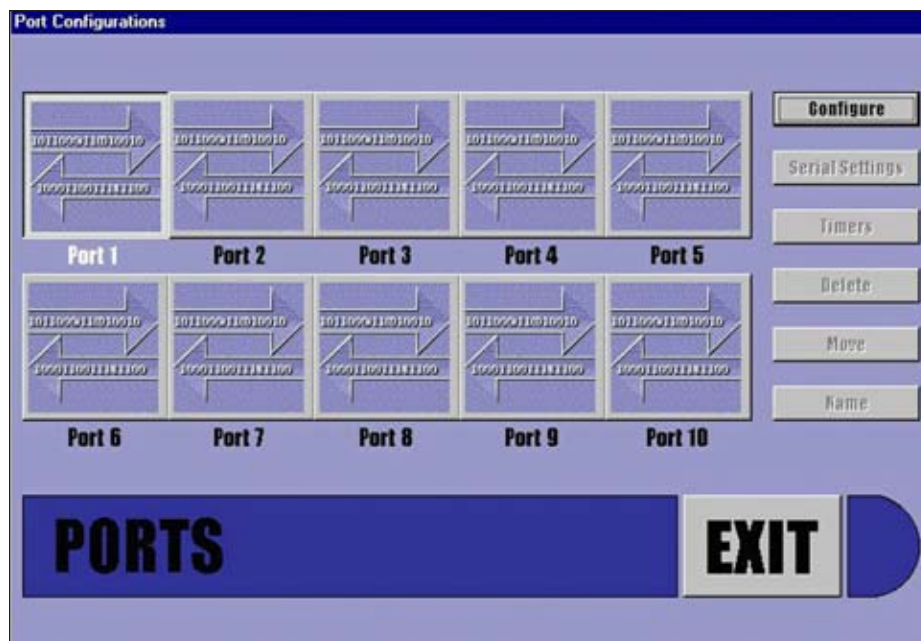 Port Configurations
Configure
Serial Settings
Timers
Delete
Move
Name
Port 1 Port 2 Port 3 Port 4 Port 5
Port 6 Port 7 Port 8 Port 9 Port 10
PORTS
EXIT